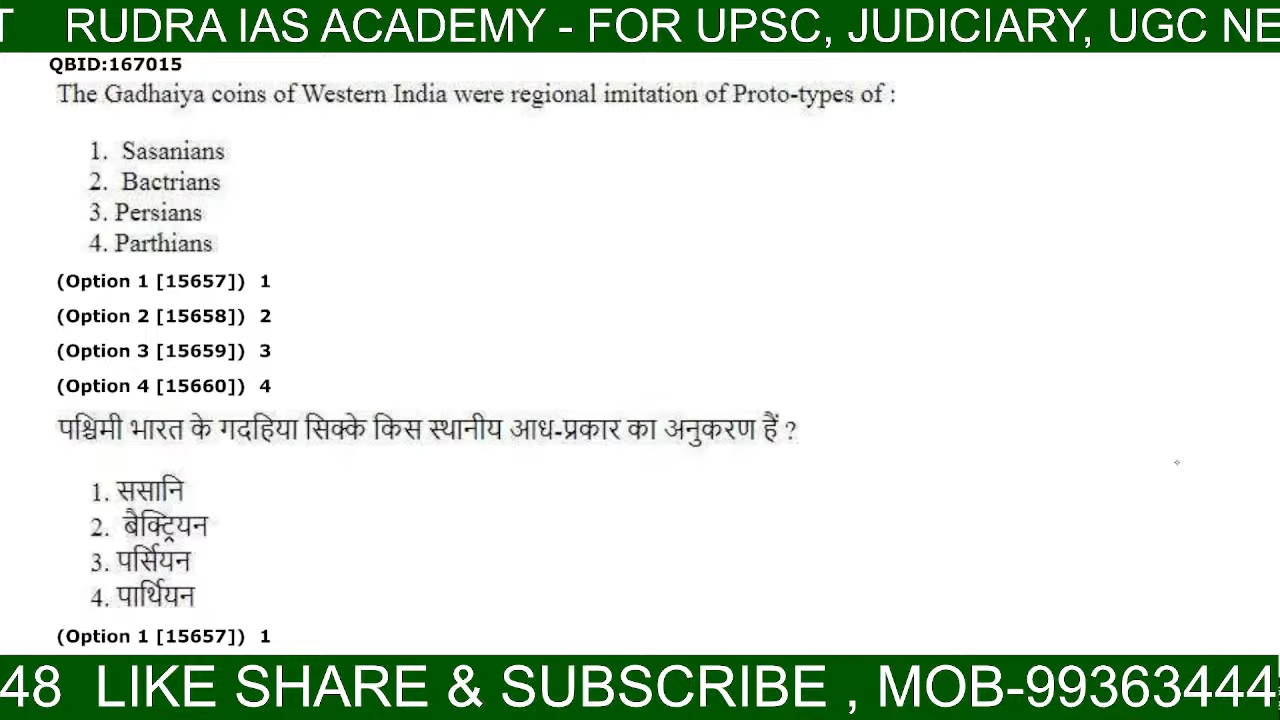 T RUDRA IAS ACADEMY - FOR UPSC, JUDICIARY, UGC NE
QBID:167015
The Gadhaiya coins of Western India were regional imitation of Proto-types of :
1. Sasanians
2. Bactrians
3. Persians
4. Parthians
(Option 1 [15657]) 1
(Option 2 [15658]) 2
(Option 3 [15659]) 3
(Option 4 [15660]) 4
पश्चिमी भारत के गदहिया सिक्के किस स्थानीय आध-प्रकार का अनुकरण हैं ?
1. ससानि
2. बैक्ट्रियन
3. पर्सियन
4. पार्थियन
(Option 1 [15657]) 1
48 LIKE SHARE & SUBSCRIBE , MOB-99363444